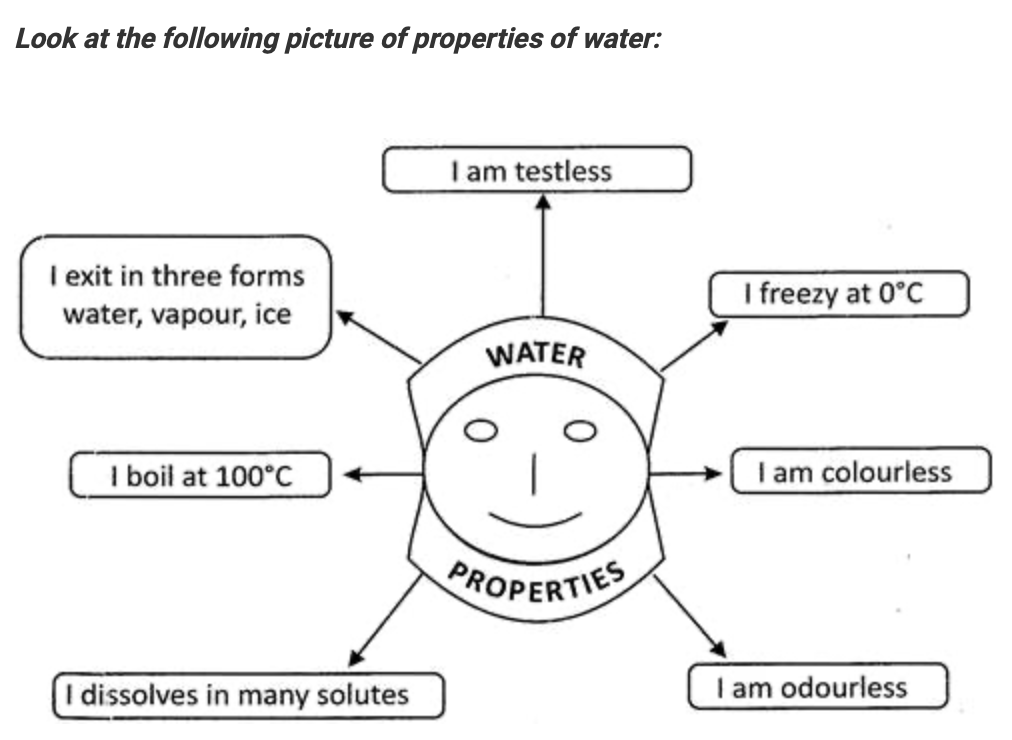 Look at the following picture of properties of water:
I am testless
I exit in three forms
water, vapour, ice
I freezy at 0°C
WATER
I boil at 100°C
I am colourless
PROPERTIES
I dissolves in many solutes
I am odourless